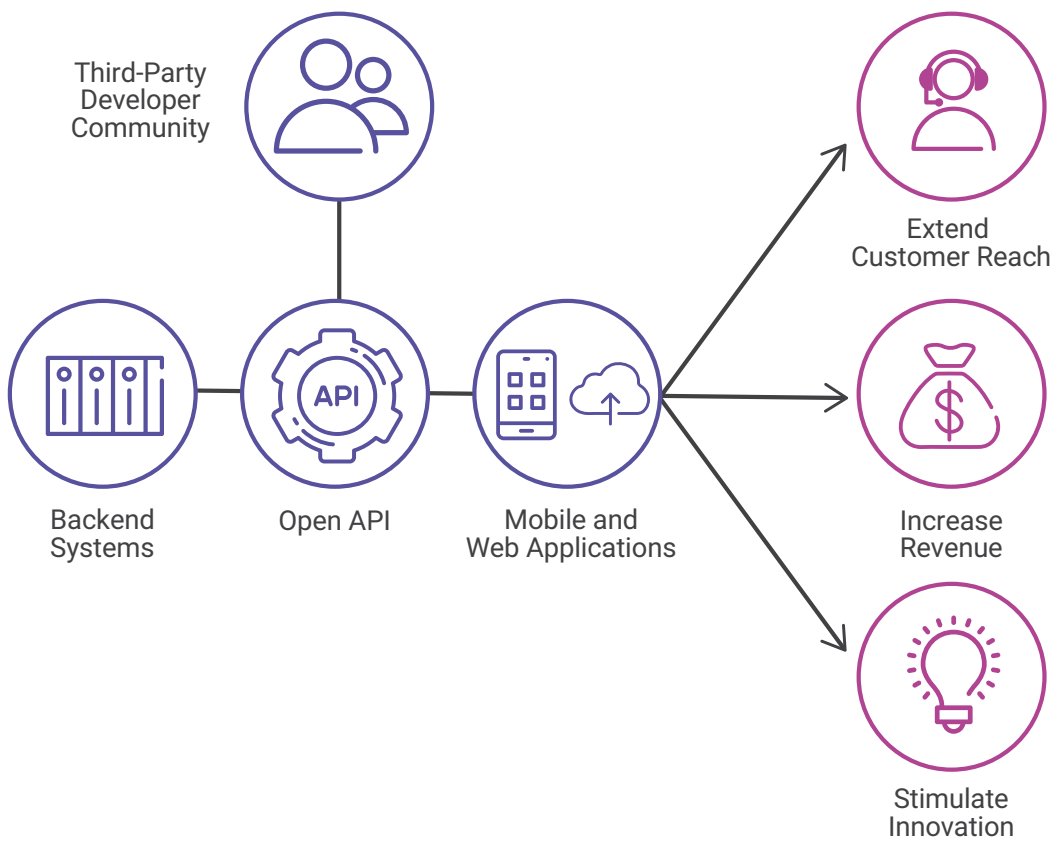 Third-Party
Developer
Community
Extend
Customer Reach
API
Backend
Systems
Open API
Mobile and
Web Applications
$
Increase
Revenue
Stimulate
Innovation